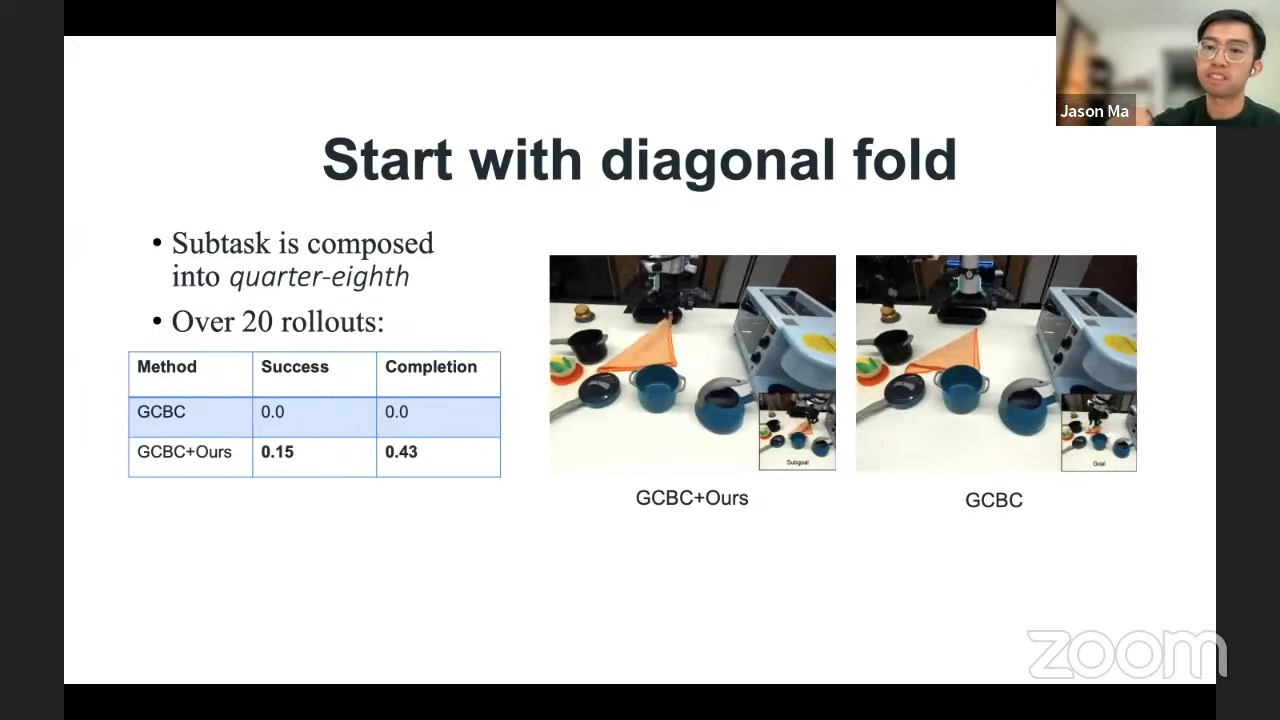 Jason Ma
Start with diagonal fold
• Subtask is composed
into quarter-eighth
• Over 20 rollouts:
Method Success Completion
GCBC 0.0 0.0
GCBC+Ours 0.15 0.43
Subgoal
Goal
GCBC+Ours
GCBC
zoom